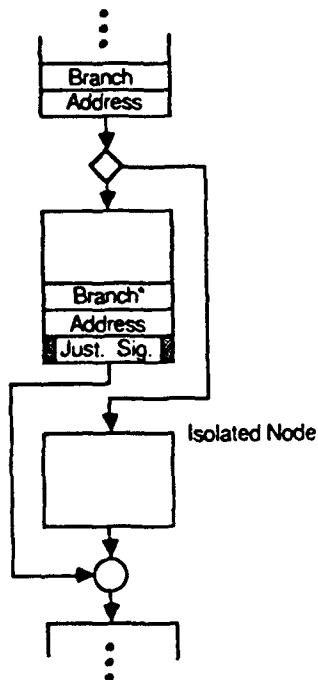 Branch
Address
Branch*
Address
Just. Sig.
Isolated Node